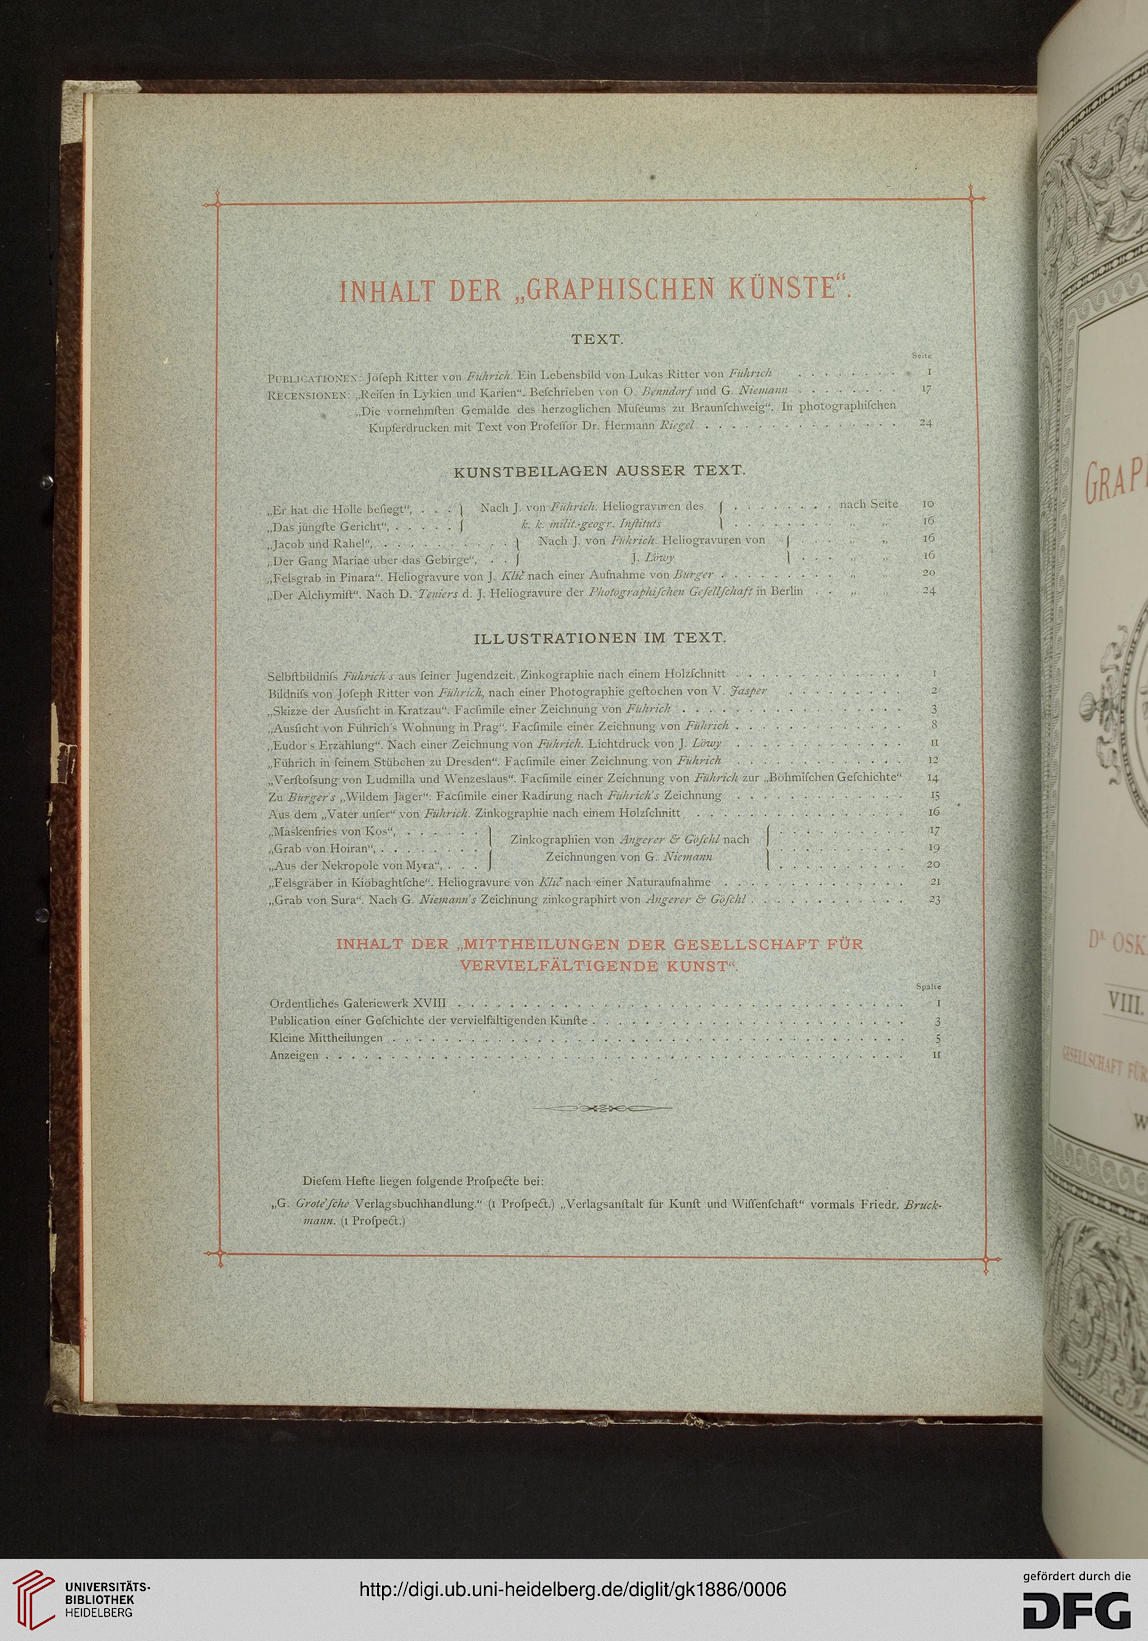 INHALT DER „GRAPHISCHEN KÜNSTE“.
TEXT.
Seite
PUBLICATIONEN: Joſeph Ritter von Führich. Ein Lebensbild von Lukas Ritter von Führich . . . . . . . . 1
RECENSIONEN: „Reiſen in Lykien und Karien“. Beſchrieben von O. Benndorf und G. Niemann . . . . . . . . 17
„Die vornehmſten Gemälde des herzoglichen Muſeums zu Braunſchweig“. In photographiſchen
Kupferdrucken mit Text von Profeſſor Dr. Hermann Riegel . . . . . . . . . . . . . . . 24
KUNSTBEILAGEN AUSSER TEXT.
„Er hat die Hölle beſiegt“, . . . } Nach J. von Führich. Heliogravuren des { . . . . . . . . nach Seite 10
„Das jüngſte Gericht“, . . . . . } k. k. milit.-geogr. Inſtituts { „ „ 16
„Jacob und Rahel“, . . . . . . . . . . } Nach J. von Führich. Heliogravuren von { . . . „ „ 16
„Der Gang Mariae über das Gebirge“, . . } J. Löwy { . . . „ „ 16
„Felsgrab in Pinara“. Heliogravure von J. Klič nach einer Aufnahme von Burger . . . . . . . . . „ 20
„Der Alchymiſt“. Nach D. Teniers d. J. Heliogravure der Photographiſchen Geſellſchaft in Berlin . . „ „ 24
ILLUSTRATIONEN IM TEXT.
Selbſtbildniſs Führich's aus ſeiner Jugendzeit. Zinkographie nach einem Holzſchnitt . . . . . . . . . . . . . 1
Bildniſs von Joſeph Ritter von Führich, nach einer Photographie geſtochen von V. Jasper . . . . . . . . . 2
„Skizze der Ausſicht in Kratzau“. Facſimile einer Zeichnung von Führich . . . . . . . . . . . . . . . . . 3
„Ausſicht von Führich's Wohnung in Prag“. Facſimile einer Zeichnung von Führich . . . . . . . . . . . . . 8
„Eudor's Erzählung“. Nach einer Zeichnung von Führich. Lichtdruck von J. Löwy . . . . . . . . . . . . . 11
„Führich in ſeinem Stübchen zu Dresden“. Facſimile einer Zeichnung von Führich . . . . . . . . . . . . . 12
„Verſtoſsung von Ludmilla und Wenzeslaus“. Facſimile einer Zeichnung von Führich zur „Böhmiſchen Geſchichte“ 14
Zu Bürger's „Wildem Jäger“. Facſimile einer Radirung nach Führich's Zeichnung . . . . . . . . . . . . . 15
Aus dem „Vater unſer“ von Führich. Zinkographie nach einem Holzſchnitt . . . . . . . . . . . . . . . . 16
„Maskenfries von Kos“, . . . . . . } Zinkographien von Angerer & Göſchl nach { . . . . . . . . . . 17
„Grab von Hoiran“, . . . . . . . . } { . . . . . . . . . . 19
„Aus der Nekropole von Myra“, . . . } Zeichnungen von G. Niemann { . . . . . . . . . . 20
„Felsgräber in Kiöbaghtſche“. Heliogravure von Klič nach einer Naturaufnahme . . . . . . . . . . . . . . 21
„Grab von Sura“. Nach G. Niemann's Zeichnung zinkographirt von Angerer & Göſchl . . . . . . . . . . . . 23
INHALT DER „MITTHEILUNGEN DER GESELLSCHAFT FÜR
VERVIELFÄLTIGENDE KUNST“.
Spalte
Ordentliches Galeriewerk XVIII . . . . . . . . . . . . . . . . . . . . . . . . . . . . . . . . . . . 1
Publication einer Geſchichte der vervielfältigenden Künſte . . . . . . . . . . . . . . . . . . . . . . . . 3
Kleine Mittheilungen . . . . . . . . . . . . . . . . . . . . . . . . . . . . . . . . . . . . . . . . 5
Anzeigen . . . . . . . . . . . . . . . . . . . . . . . . . . . . . . . . . . . . . . . . . . . . . 11
Dieſem Hefte liegen folgende Proſpecte bei:
„G. Grote'ſche Verlagsbuchhandlung.“ (1 Proſpect.) „Verlagsanſtalt für Kunſt und Wiſſenſchaft“ vormals Friedr. Bruck-
mann. (1 Proſpect.)
GRAPH
DR. OSK
VIII.
GESELLSCHAFT FÜR
W
UNIVERSITÄTS-
BIBLIOTHEK
HEIDELBERG
http://digi.ub.uni-heidelberg.de/diglit/gk1886/0006
gefördert durch die
DFG